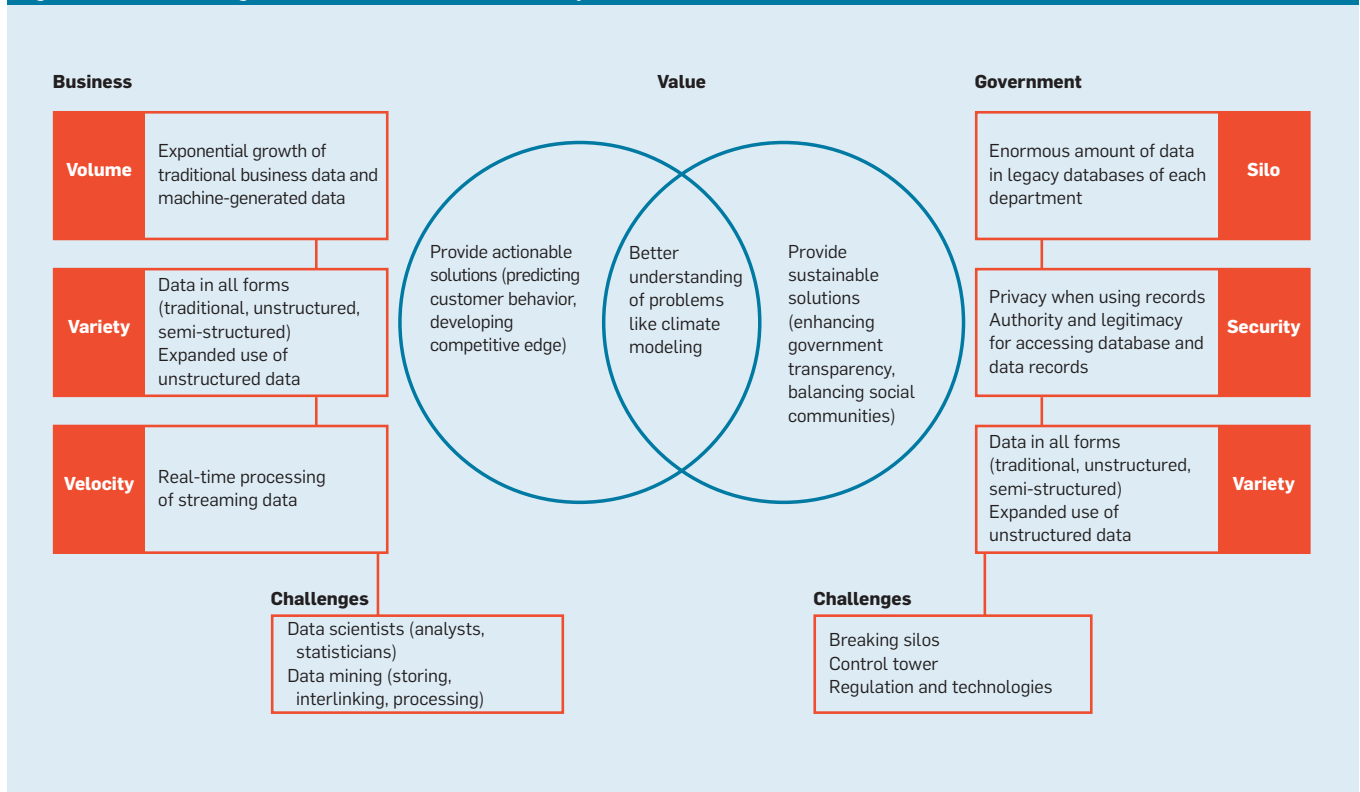 Business
Volume
Exponential growth of
traditional business data and
machine-generated data
Variety
Data in all forms
(traditional, unstructured,
semi-structured)
Expanded use of
unstructured data
Velocity
Real-time processing
of streaming data
Challenges
Data scientists (analysts,
statisticians)
Data mining (storing,
interlinking, processing)
Value
Provide actionable
solutions (predicting
customer behavior,
developing
competitive edge)
Better
understanding
of problems
like climate
modeling
Provide
sustainable
solutions
(enhancing
government
transparency,
balancing social
communities)
Government
Enormous amount of data
in legacy databases of each
department
Silo
Privacy when using records
Authority and legitimacy
for accessing database and
data records
Security
Data in all forms
(traditional, unstructured,
semi-structured)
Expanded use of
unstructured data
Variety
Challenges
Breaking silos
Control tower
Regulation and technologies